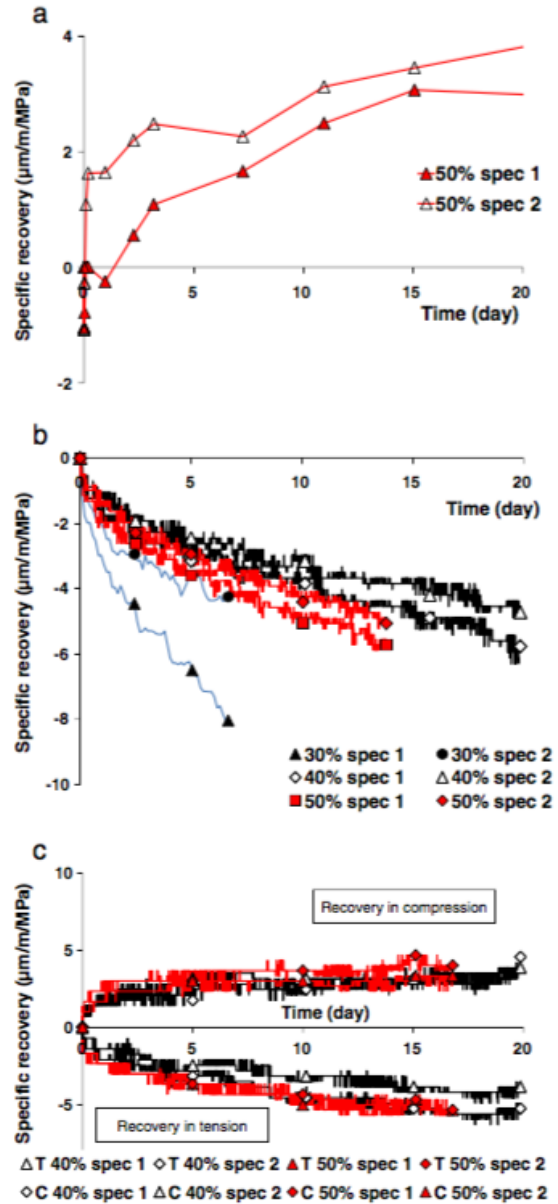 a
Specific recovery (µm/m/MPa)
4
2
0
-2
0
5
10
15
20
Time (day)
50% spec 1
50% spec 2
b
Specific recovery (µm/m/MPa)
0
-2
-4
-6
-8
-10
0
5
10
15
20
Time (day)
30% spec 1
30% spec 2
40% spec 1
40% spec 2
50% spec 1
50% spec 2
c
Specific recovery (µm/m/MPa)
10
5
0
-5
Recovery in compression
Time (day)
0
5
10
15
20
Recovery in tension
T 40% spec 1
T 40% spec 2
T 50% spec 1
T 50% spec 2
C 40% spec 1
C 40% spec 2
C 50% spec 1
C 50% spec 2